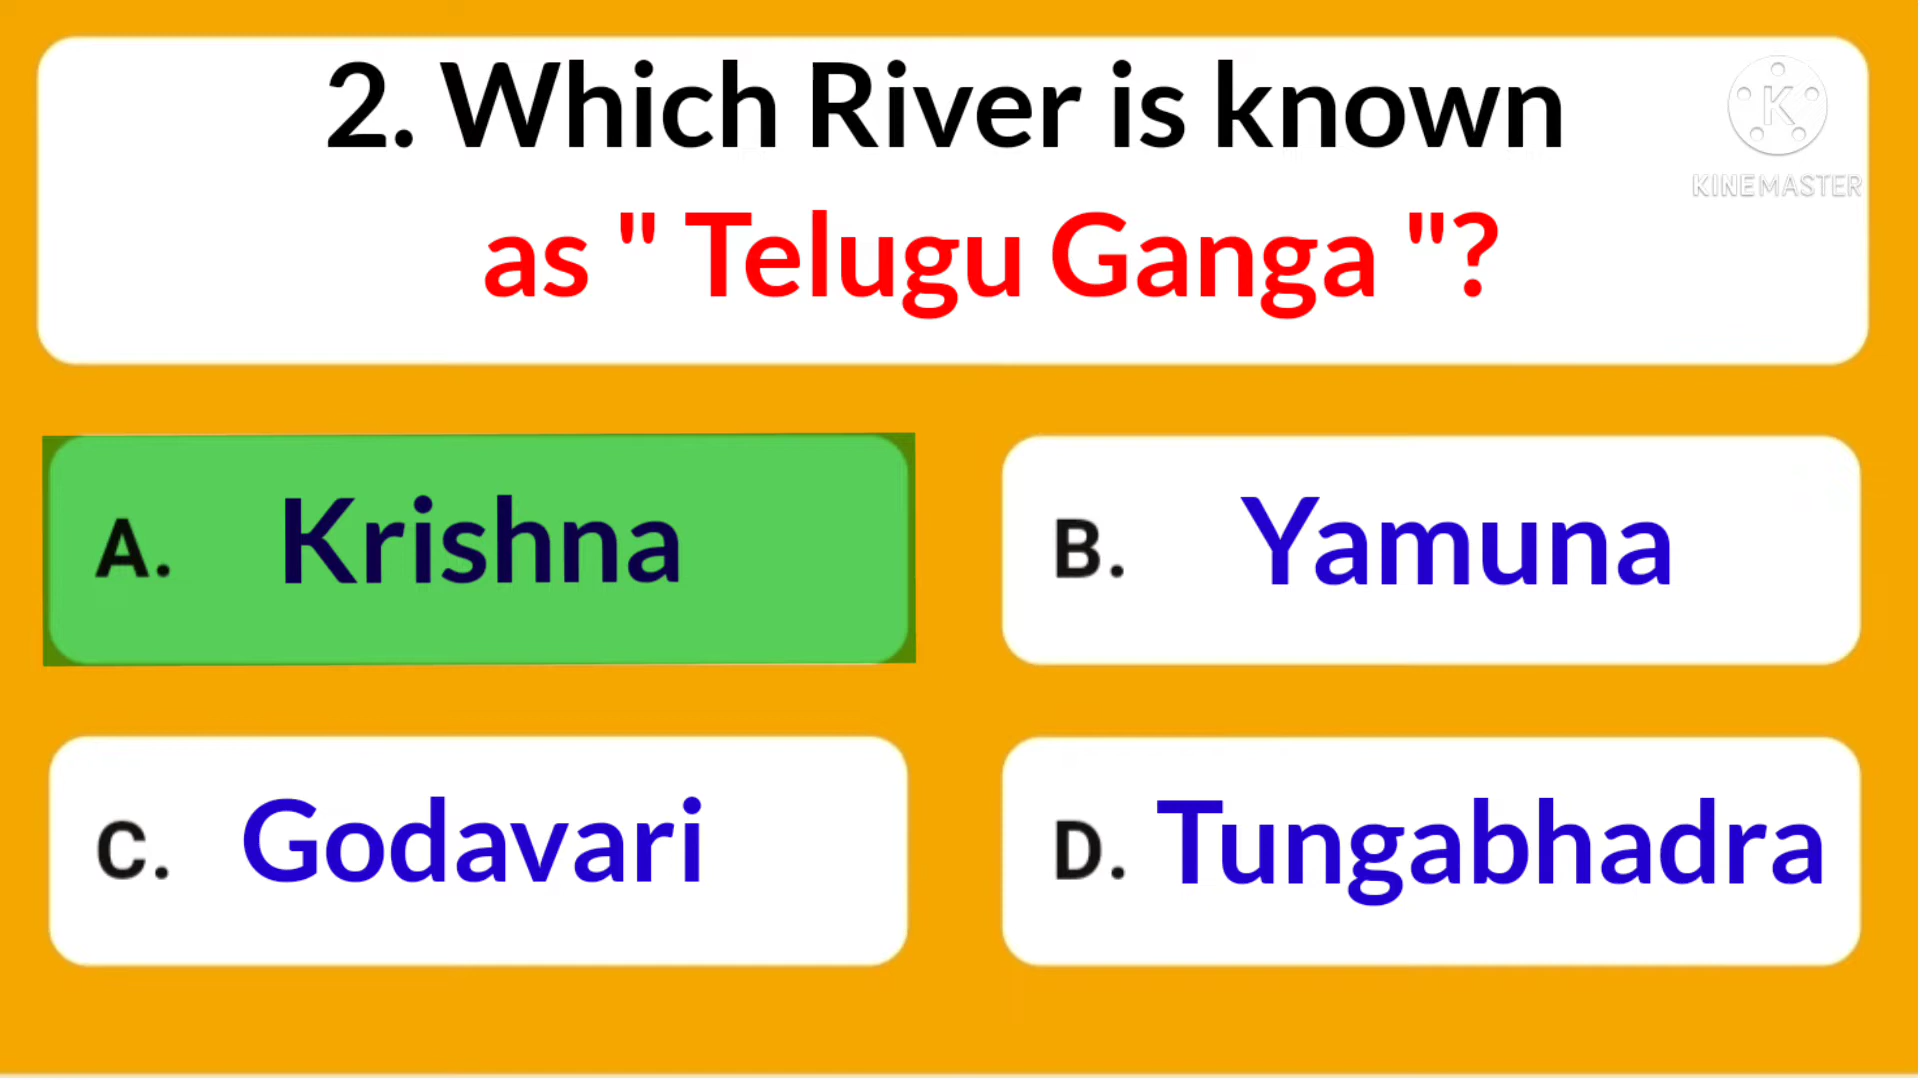 2. Which River is known
as " Telugu Ganga "?
K
KINEMASTER
A. Krishna
B. Yamuna
C. Godavari
D. Tungabhadra